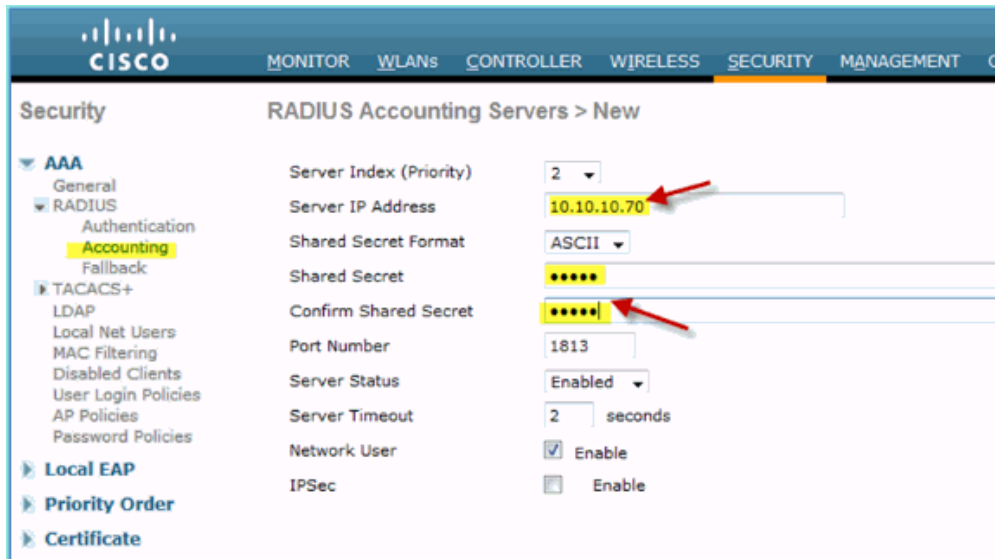 CISCO
MONITOR WLANs CONTROLLER WIRELESS SECURITY MANAGEMENT
Security
AAA
General
RADIUS
Authentication
Accounting
Fallback
TACACS+
LDAP
Local Net Users
MAC Filtering
Disabled Clients
User Login Policies
AP Policies
Password Policies
Local EAP
Priority Order
Certificate
RADIUS Accounting Servers > New
Server Index (Priority) 2
Server IP Address 10.10.10.70
Shared Secret Format ASCII
Shared Secret •••••
Confirm Shared Secret •••••
Port Number 1813
Server Status Enabled
Server Timeout 2 seconds
Network User Enable
IPSec Enable